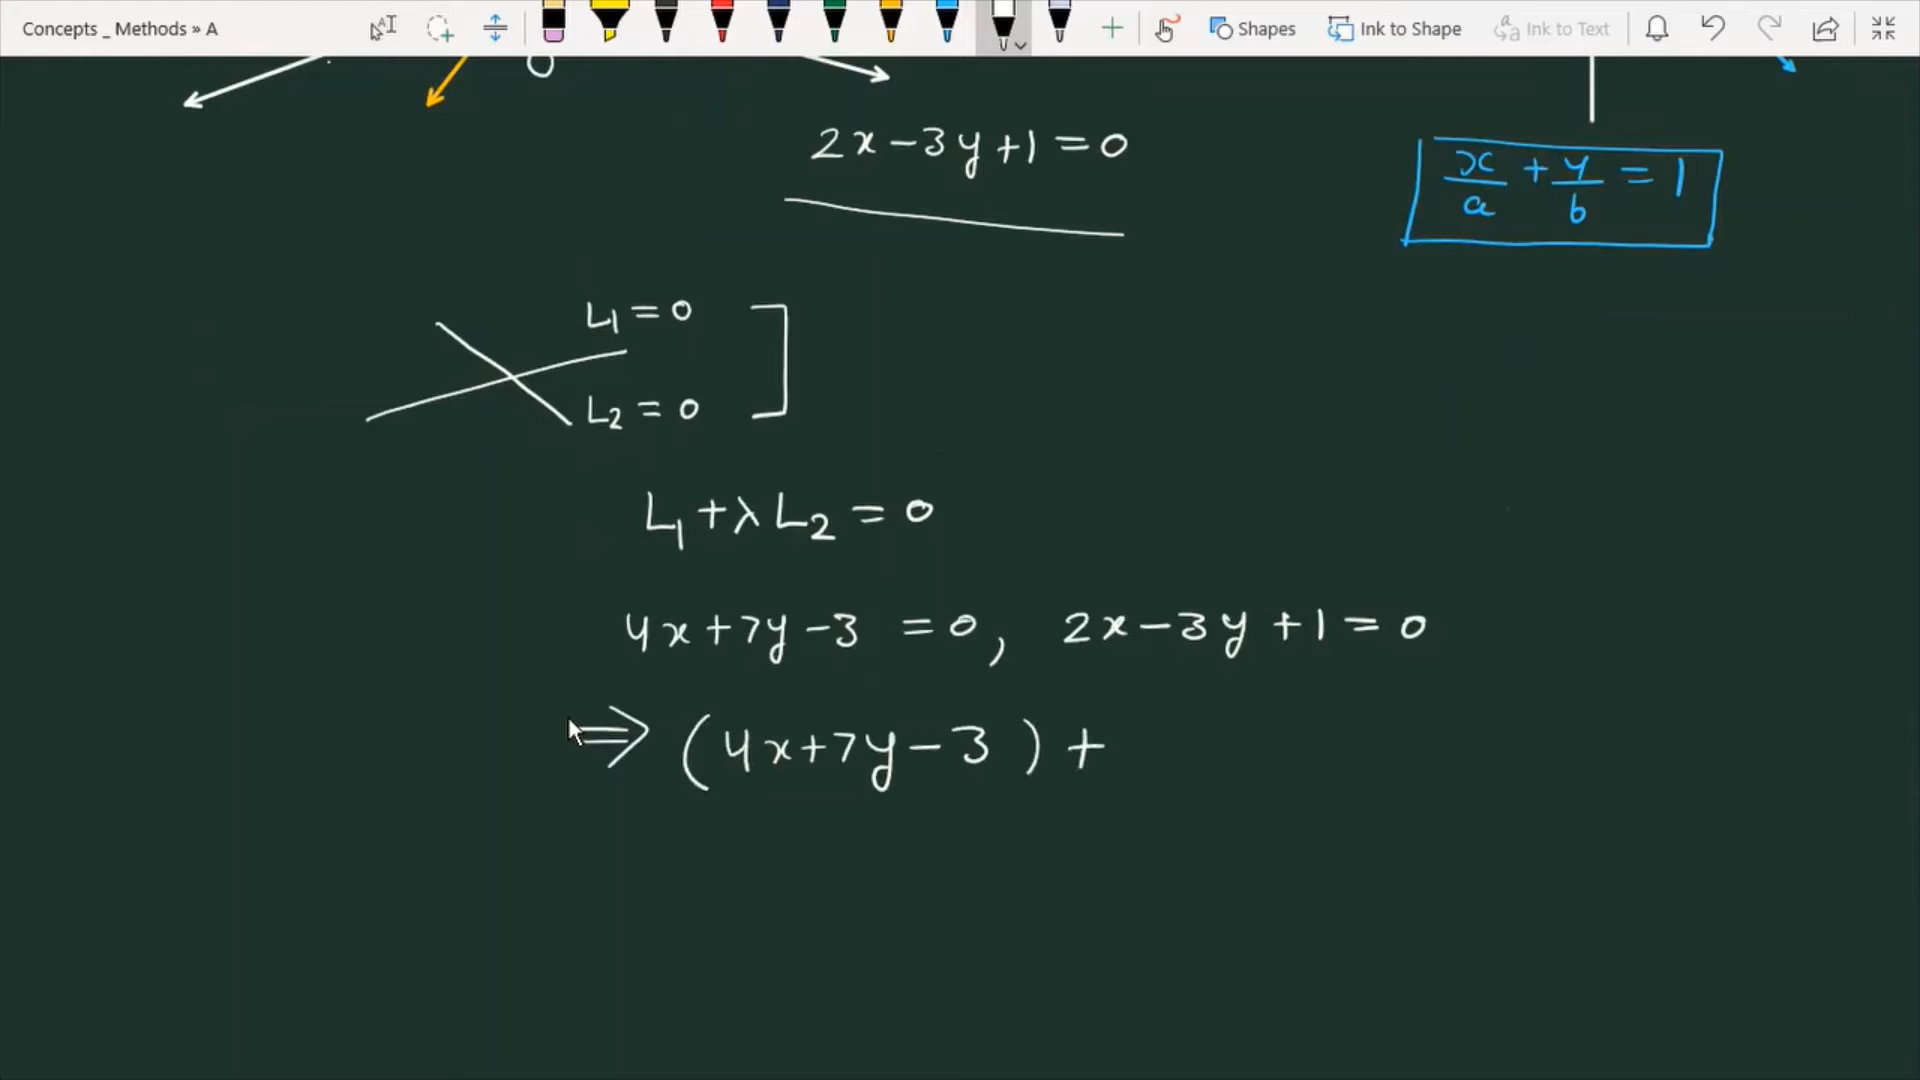 Concepts _ Methods » A
Shapes
Ink to Shape
Ink to Text
0
2x-3y+1=0
x/a + y/b = 1
L1 = 0
L2 = 0
L1+λL2 = 0
4x+7y-3 =0, 2x-3y+1=0
⇒ (4x+7y-3) +